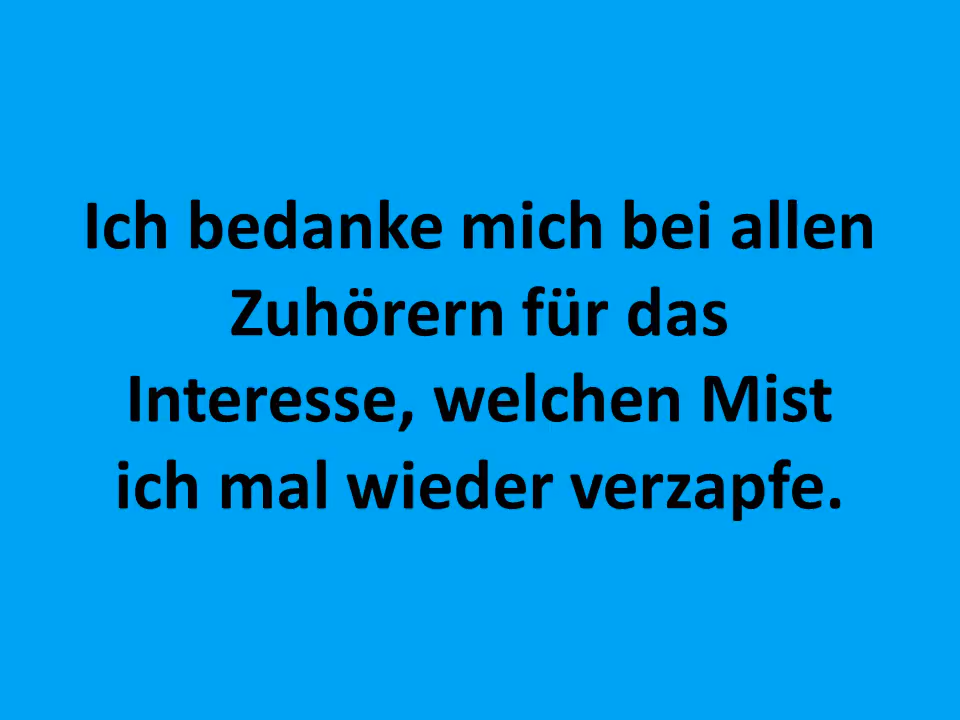 Ich bedanke mich bei allen
Zuhörern für das
Interesse, welchen Mist
ich mal wieder verzapfe.